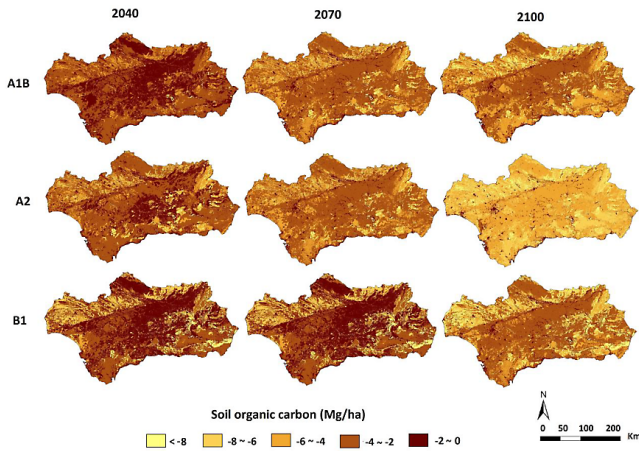 2040 2070 2100
A1B
A2
B1
N
Soil organic carbon (Mg/ha)
< -8 -8 ~ -6 -6 ~ -4 -4 ~ -2 -2 ~ 0
0 50 100 200
Km